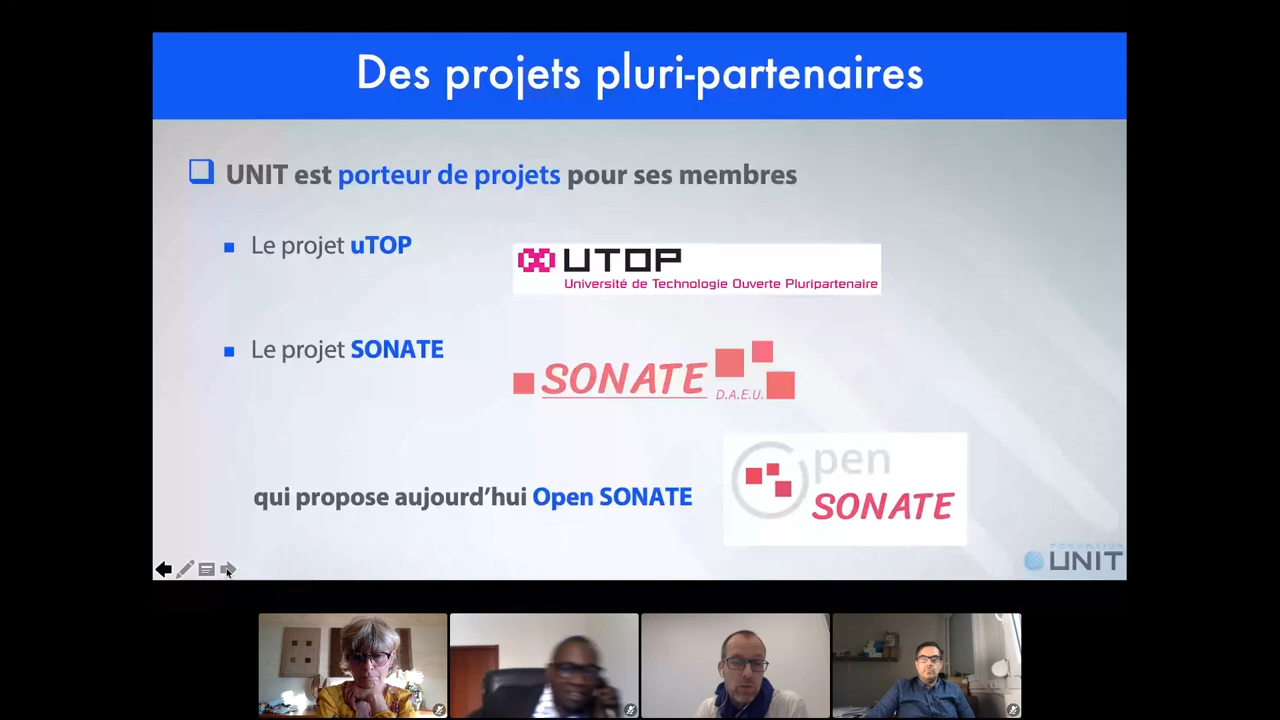 Des projets pluri-partenaires
UNIT est porteur de projets pour ses membres
Le projet uTOP
UTOP
Université de Technologie Ouverte Pluripartenaire
Le projet SONATE
SONATE
D.A.E.U.
qui propose aujourd'hui Open SONATE
pen
SONATE
FONDATION
UNIT